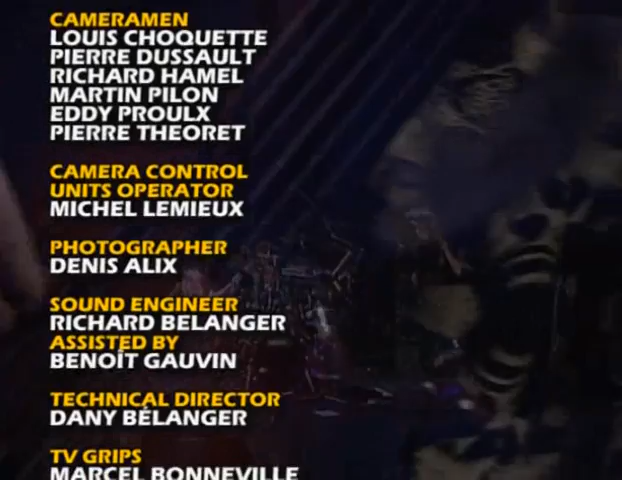 CAMERAMEN
LOUIS CHOQUETTE
PIERRE DUSSAULT
RICHARD HAMEL
MARTIN PILON
EDDY PROULX
PIERRE THEORET
CAMERA CONTROL
UNITS OPERATOR
MICHEL LEMIEUX
PHOTOGRAPHER
DENIS ALIX
SOUND ENGINEER
RICHARD BELANGER
ASSISTED BY
BENOÎT GAUVIN
TECHNICAL DIRECTOR
DANY BÉLANGER
TV GRIPS
MARCEL BONNEVILLE